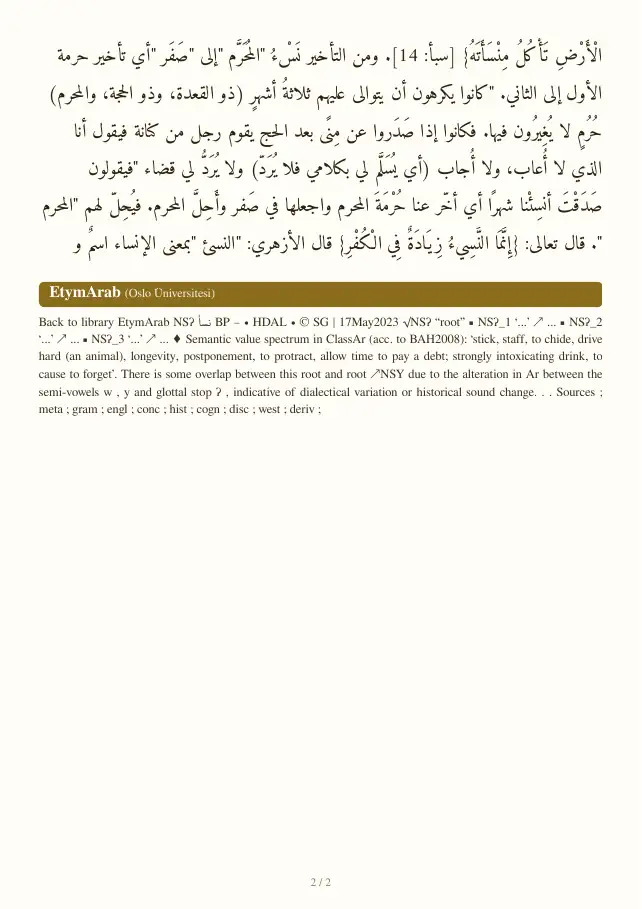 الْأَرْضِ تَأْكُلُ مِنْسَأَتَهُ} [سبأ: 14]. ومن التأخير نَسْءُ "المُحَرَّم "إلى "صَفَر "أي تأخير حرمة
الأول إلى الثاني. "كانوا يكرهون أن يتوالى عليهم ثلاثةُ أشهرٍ (ذو القعدة، وذو الحجة، والمحرم)
حُرُمٍ لا يُغِيرُون فيها. فكانوا إذا صَدَروا عن مِنًى بعد الحج يقوم رجل من كنانة فيقول أنا
الذي لا أُعاب، ولا أُجاب (أي يُسَلَّم لي بكلامي فلا يُرَدّ) ولا يُرَدُّ لي قضاء "فيقولون
صَدَقْتَ أنسِئْنا شهرًا أي أخّر عنا حُرْمَةَ المحرم واجعلها في صَفر وأَحِلَّ المحرم. فيُحِلّ لهم "المحرم
". قال تعالى: {إِنَّمَا النَّسِيءُ زِيَادَةٌ فِي الْكُفْرِ} قال الأزهري: "النسئ "بمعنى الإنساء اسمٌ و
EtymArab (Oslo Üniversitesi)
Back to library EtymArab NSʔ نسأ BP – • HDAL • © SG | 17May2023 √NSʔ “root” ▪ NSʔ_1 ‘...’ ↗ ... ▪ NSʔ_2
‘...’ ↗ ... ▪ NSʔ_3 ‘...’ ↗ ... ♦ Semantic value spectrum in ClassAr (acc. to BAH2008): ‘stick, staff, to chide, drive
hard (an animal), longevity, postponement, to protract, allow time to pay a debt; strongly intoxicating drink, to
cause to forget’. There is some overlap between this root and root ↗NSY due to the alteration in Ar between the
semi-vowels w , y and glottal stop ʔ , indicative of dialectical variation or historical sound change. . . Sources ;
meta ; gram ; engl ; conc ; hist ; cogn ; disc ; west ; deriv ;
2 / 2